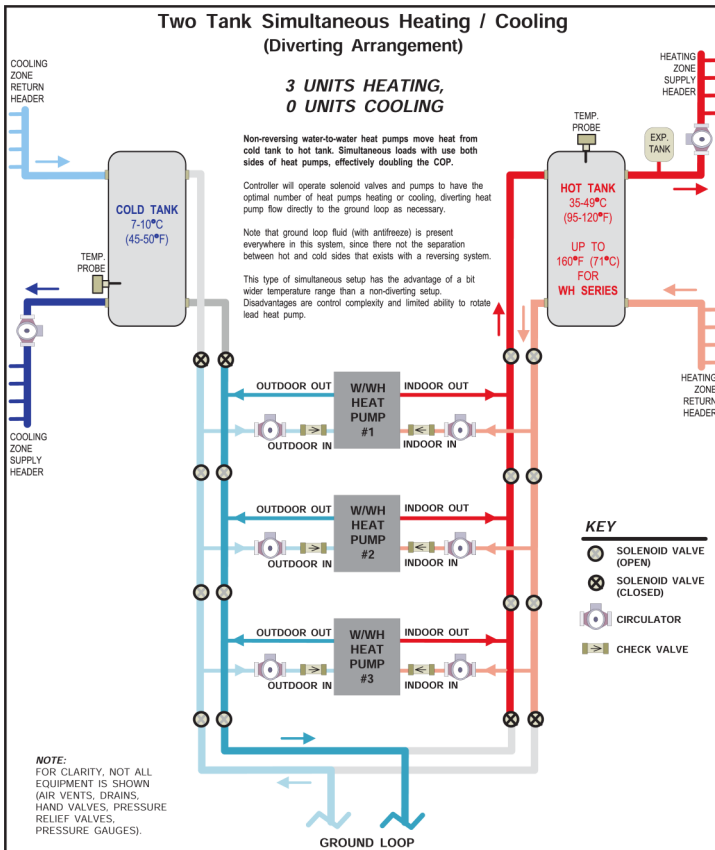 Two Tank Simultaneous Heating / Cooling
(Diverting Arrangement)
3 UNITS HEATING,
0 UNITS COOLING
Non-reversing water-to-water heat pumps move heat from
cold tank to hot tank. Simultaneous loads with use both
sides of heat pumps, effectively doubling the COP.
Controller will operate solenoid valves and pumps to have the
optimal number of heat pumps heating or cooling, diverting heat
pump flow directly to the ground loop as necessary.
Note that ground loop fluid (with antifreeze) is present
everywhere in this system, since there not the separation
between hot and cold sides that exists with a reversing system.
This type of simultaneous setup has the advantage of a bit
wider temperature range than a non-diverting setup.
Disadvantages are control complexity and limited ability to rotate
lead heat pump.
COOLING
ZONE
RETURN
HEADER
COLD TANK
7-10°C
(45-50°F)
TEMP.
PROBE
COOLING
ZONE
SUPPLY
HEADER
HEATING
ZONE
SUPPLY
HEADER
TEMP.
PROBE
EXP.
TANK
HOT TANK
35-49°C
(95-120°F)
UP TO
160°F (71°C)
FOR
WH SERIES
HEATING
ZONE
RETURN
HEADER
OUTDOOR OUT
W/WH
HEAT
PUMP
#1
INDOOR OUT
OUTDOOR IN
INDOOR IN
OUTDOOR OUT
W/WH
HEAT
PUMP
#2
INDOOR OUT
OUTDOOR IN
INDOOR IN
OUTDOOR OUT
W/WH
HEAT
PUMP
#3
INDOOR OUT
OUTDOOR IN
INDOOR IN
KEY
SOLENOID VALVE
(OPEN)
SOLENOID VALVE
(CLOSED)
CIRCULATOR
CHECK VALVE
NOTE:
FOR CLARITY, NOT ALL
EQUIPMENT IS SHOWN
(AIR VENTS, DRAINS,
HAND VALVES, PRESSURE
RELIEF VALVES,
PRESSURE GAUGES).
GROUND LOOP